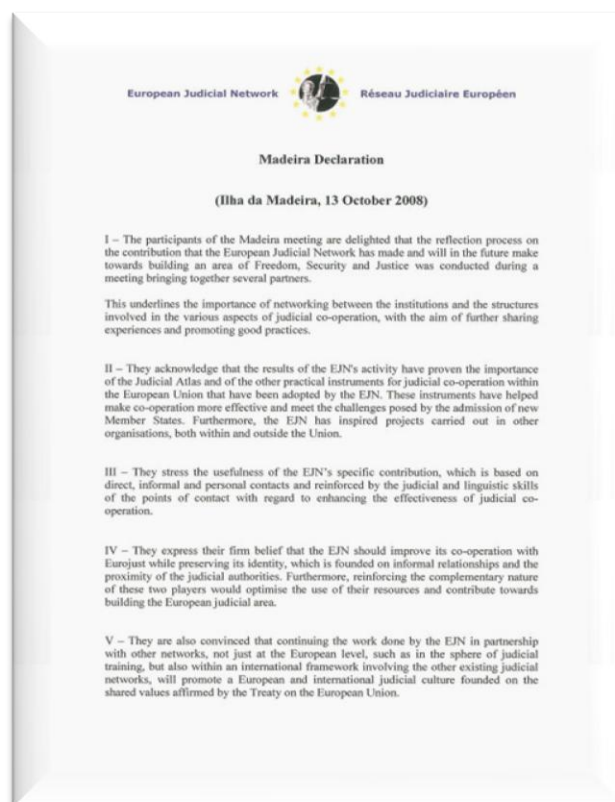 European Judicial Network
Réseau Judiciaire Européen
Madeira Declaration
(Ilha da Madeira, 13 October 2008)
I – The participants of the Madeira meeting are delighted that the reflection process on
the contribution that the European Judicial Network has made and will in the future make
towards building an area of Freedom, Security and Justice was conducted during a
meeting bringing together several partners.
This underlines the importance of networking between the institutions and the structures
involved in the various aspects of judicial co-operation, with the aim of further sharing
experiences and promoting good practices.
II – They acknowledge that the results of the EJN's activity have proven the importance
of the Judicial Atlas and of the other practical instruments for judicial co-operation within
the European Union that have been adopted by the EJN. These instruments have helped
make co-operation more effective and meet the challenges posed by the admission of new
Member States. Furthermore, the EJN has inspired projects carried out in other
organisations, both within and outside the Union.
III – They stress the usefulness of the EJN's specific contribution, which is based on
direct, informal and personal contacts and reinforced by the judicial and linguistic skills
of the points of contact with regard to enhancing the effectiveness of judicial co-
operation.
IV – They express their firm belief that the EJN should improve its co-operation with
Eurojust while preserving its identity, which is founded on informal relationships and the
proximity of the judicial authorities. Furthermore, reinforcing the complementary nature
of these two players would optimise the use of their resources and contribute towards
building the European judicial area.
V – They are also convinced that continuing the work done by the EJN in partnership
with other networks, not just at the European level, such as in the sphere of judicial
training, but also within an international framework involving the other existing judicial
networks, will promote a European and international judicial culture founded on the
shared values affirmed by the Treaty on the European Union.